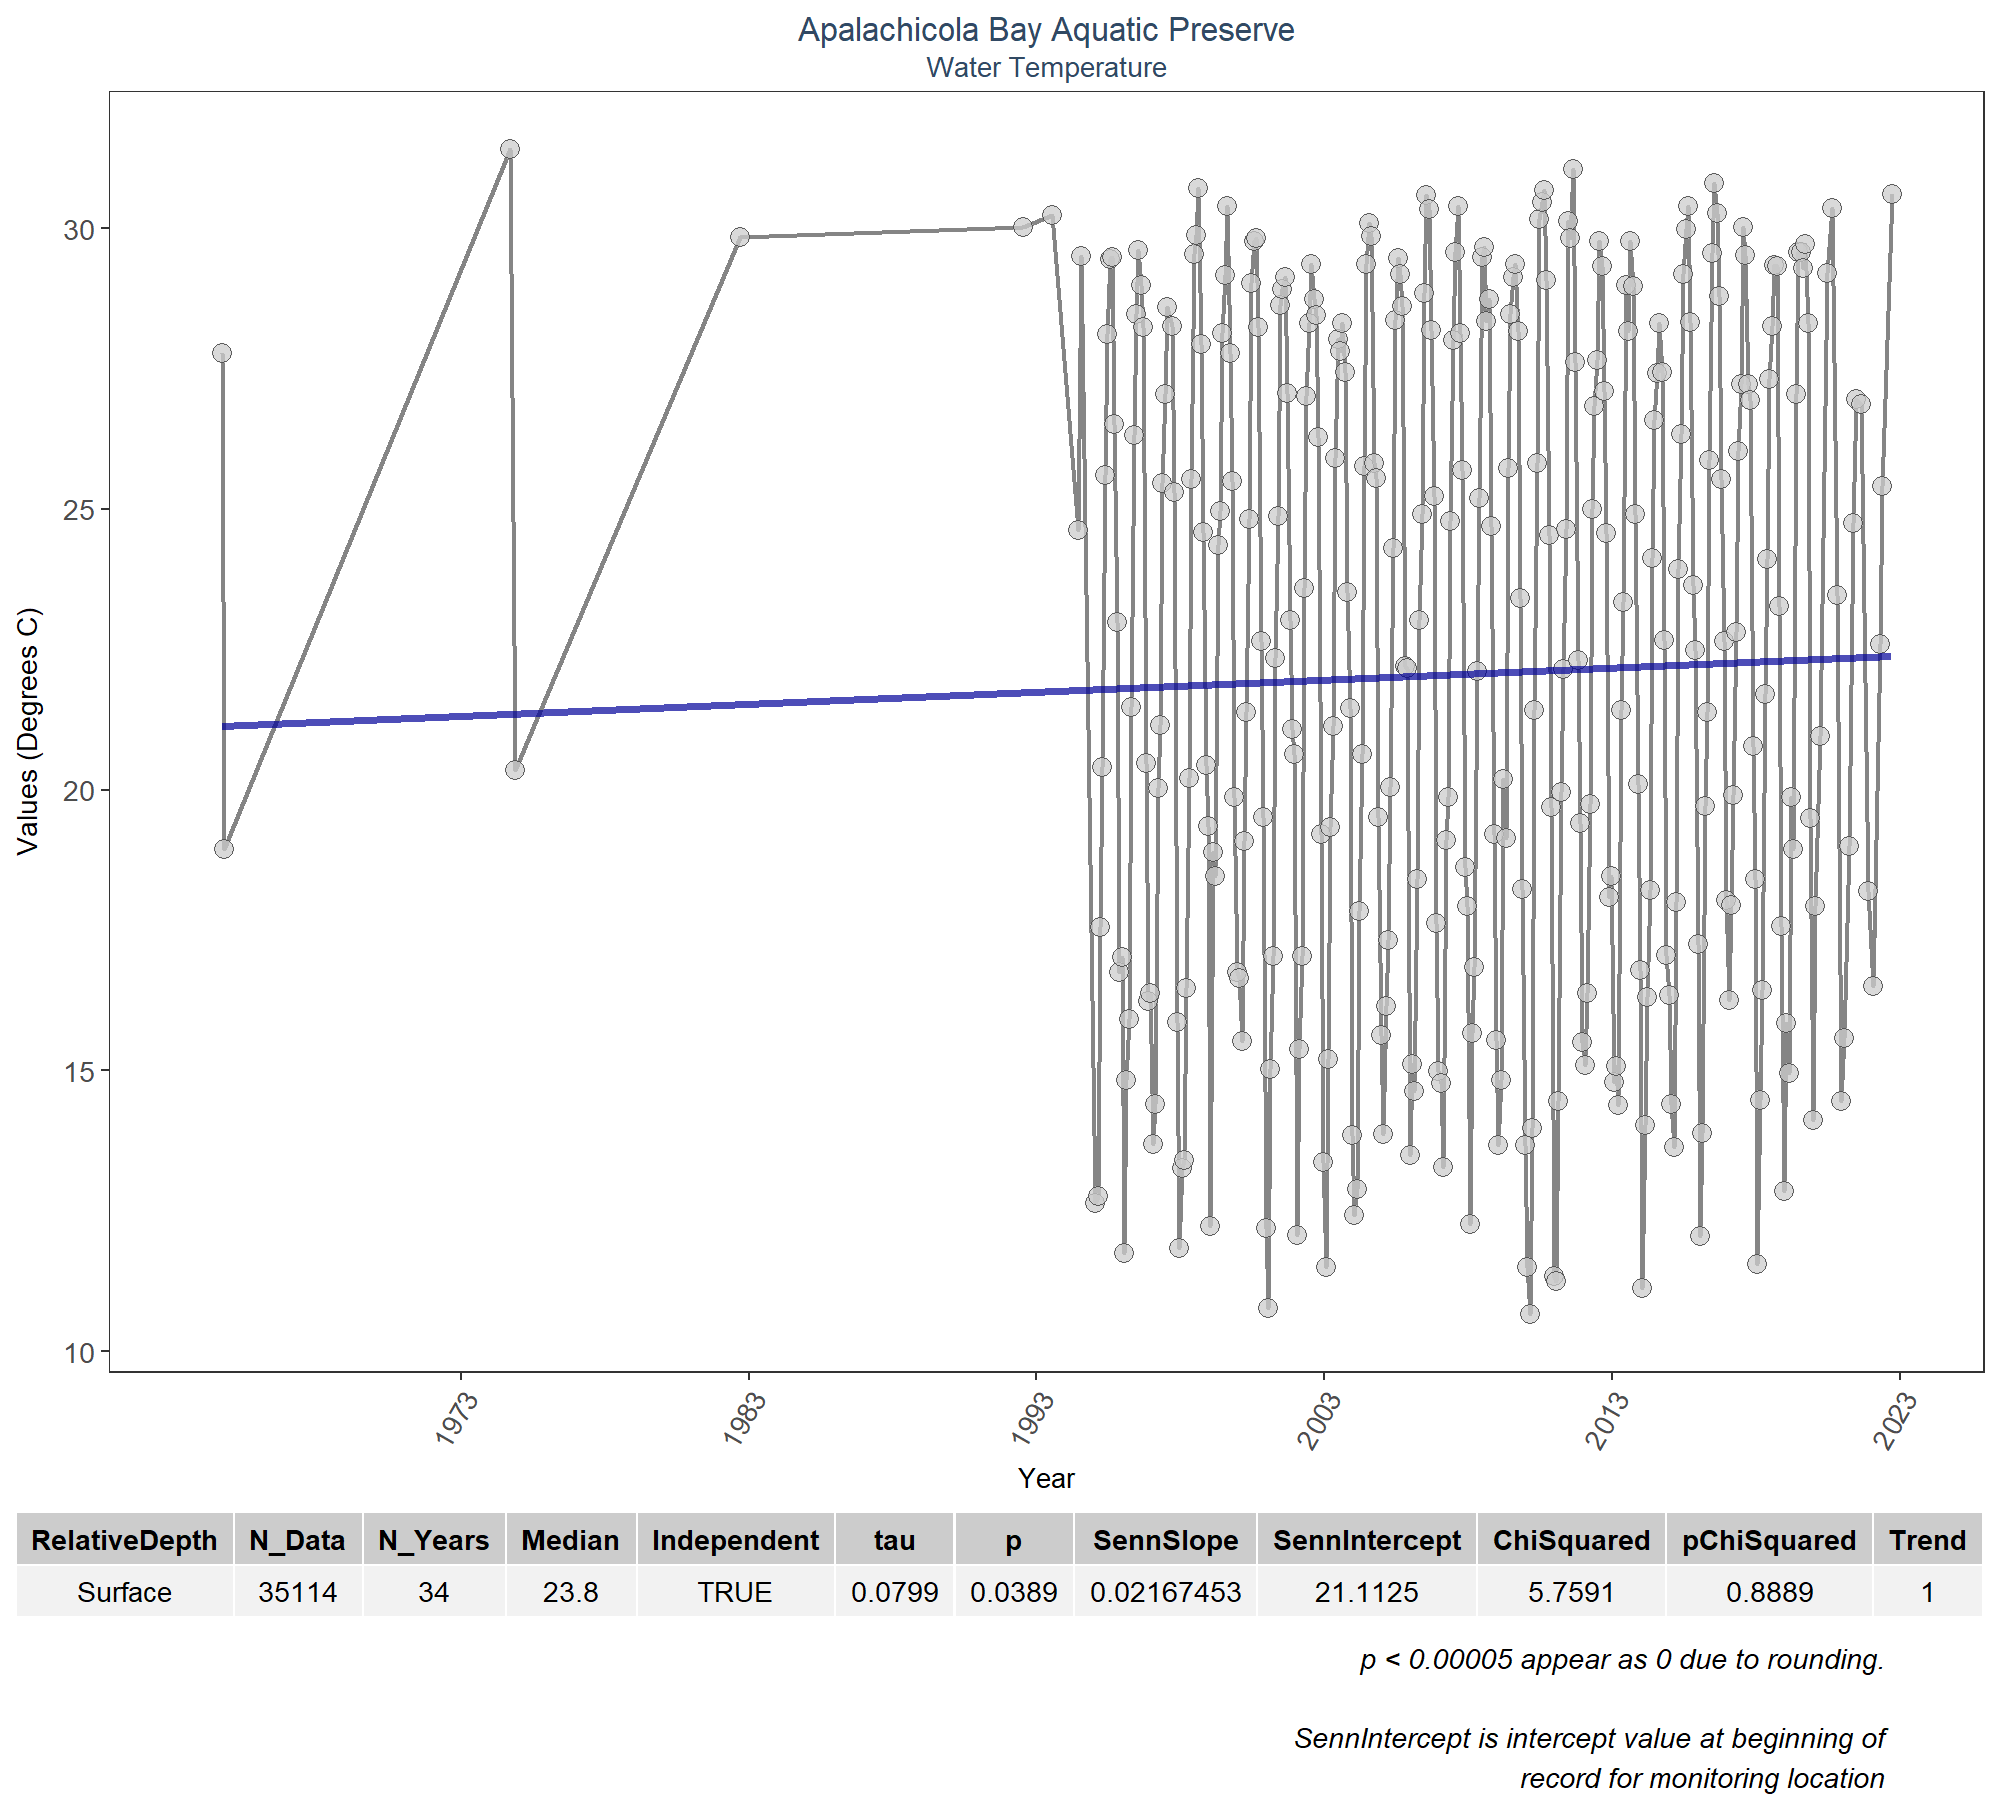 Apalachicola Bay Aquatic Preserve
Water Temperature
Values (Degrees C)
30
25
20
15
10
1973
1983
1993
2003
2013
2023
Year
RelativeDepth N_Data N_Years Median Independent tau p SennSlope SennIntercept ChiSquared pChiSquared Trend
Surface 35114 34 23.8 TRUE 0.0799 0.0389 0.02167453 21.1125 5.7591 0.8889 1
p < 0.00005 appear as 0 due to rounding.
SennIntercept is intercept value at beginning of
record for monitoring location